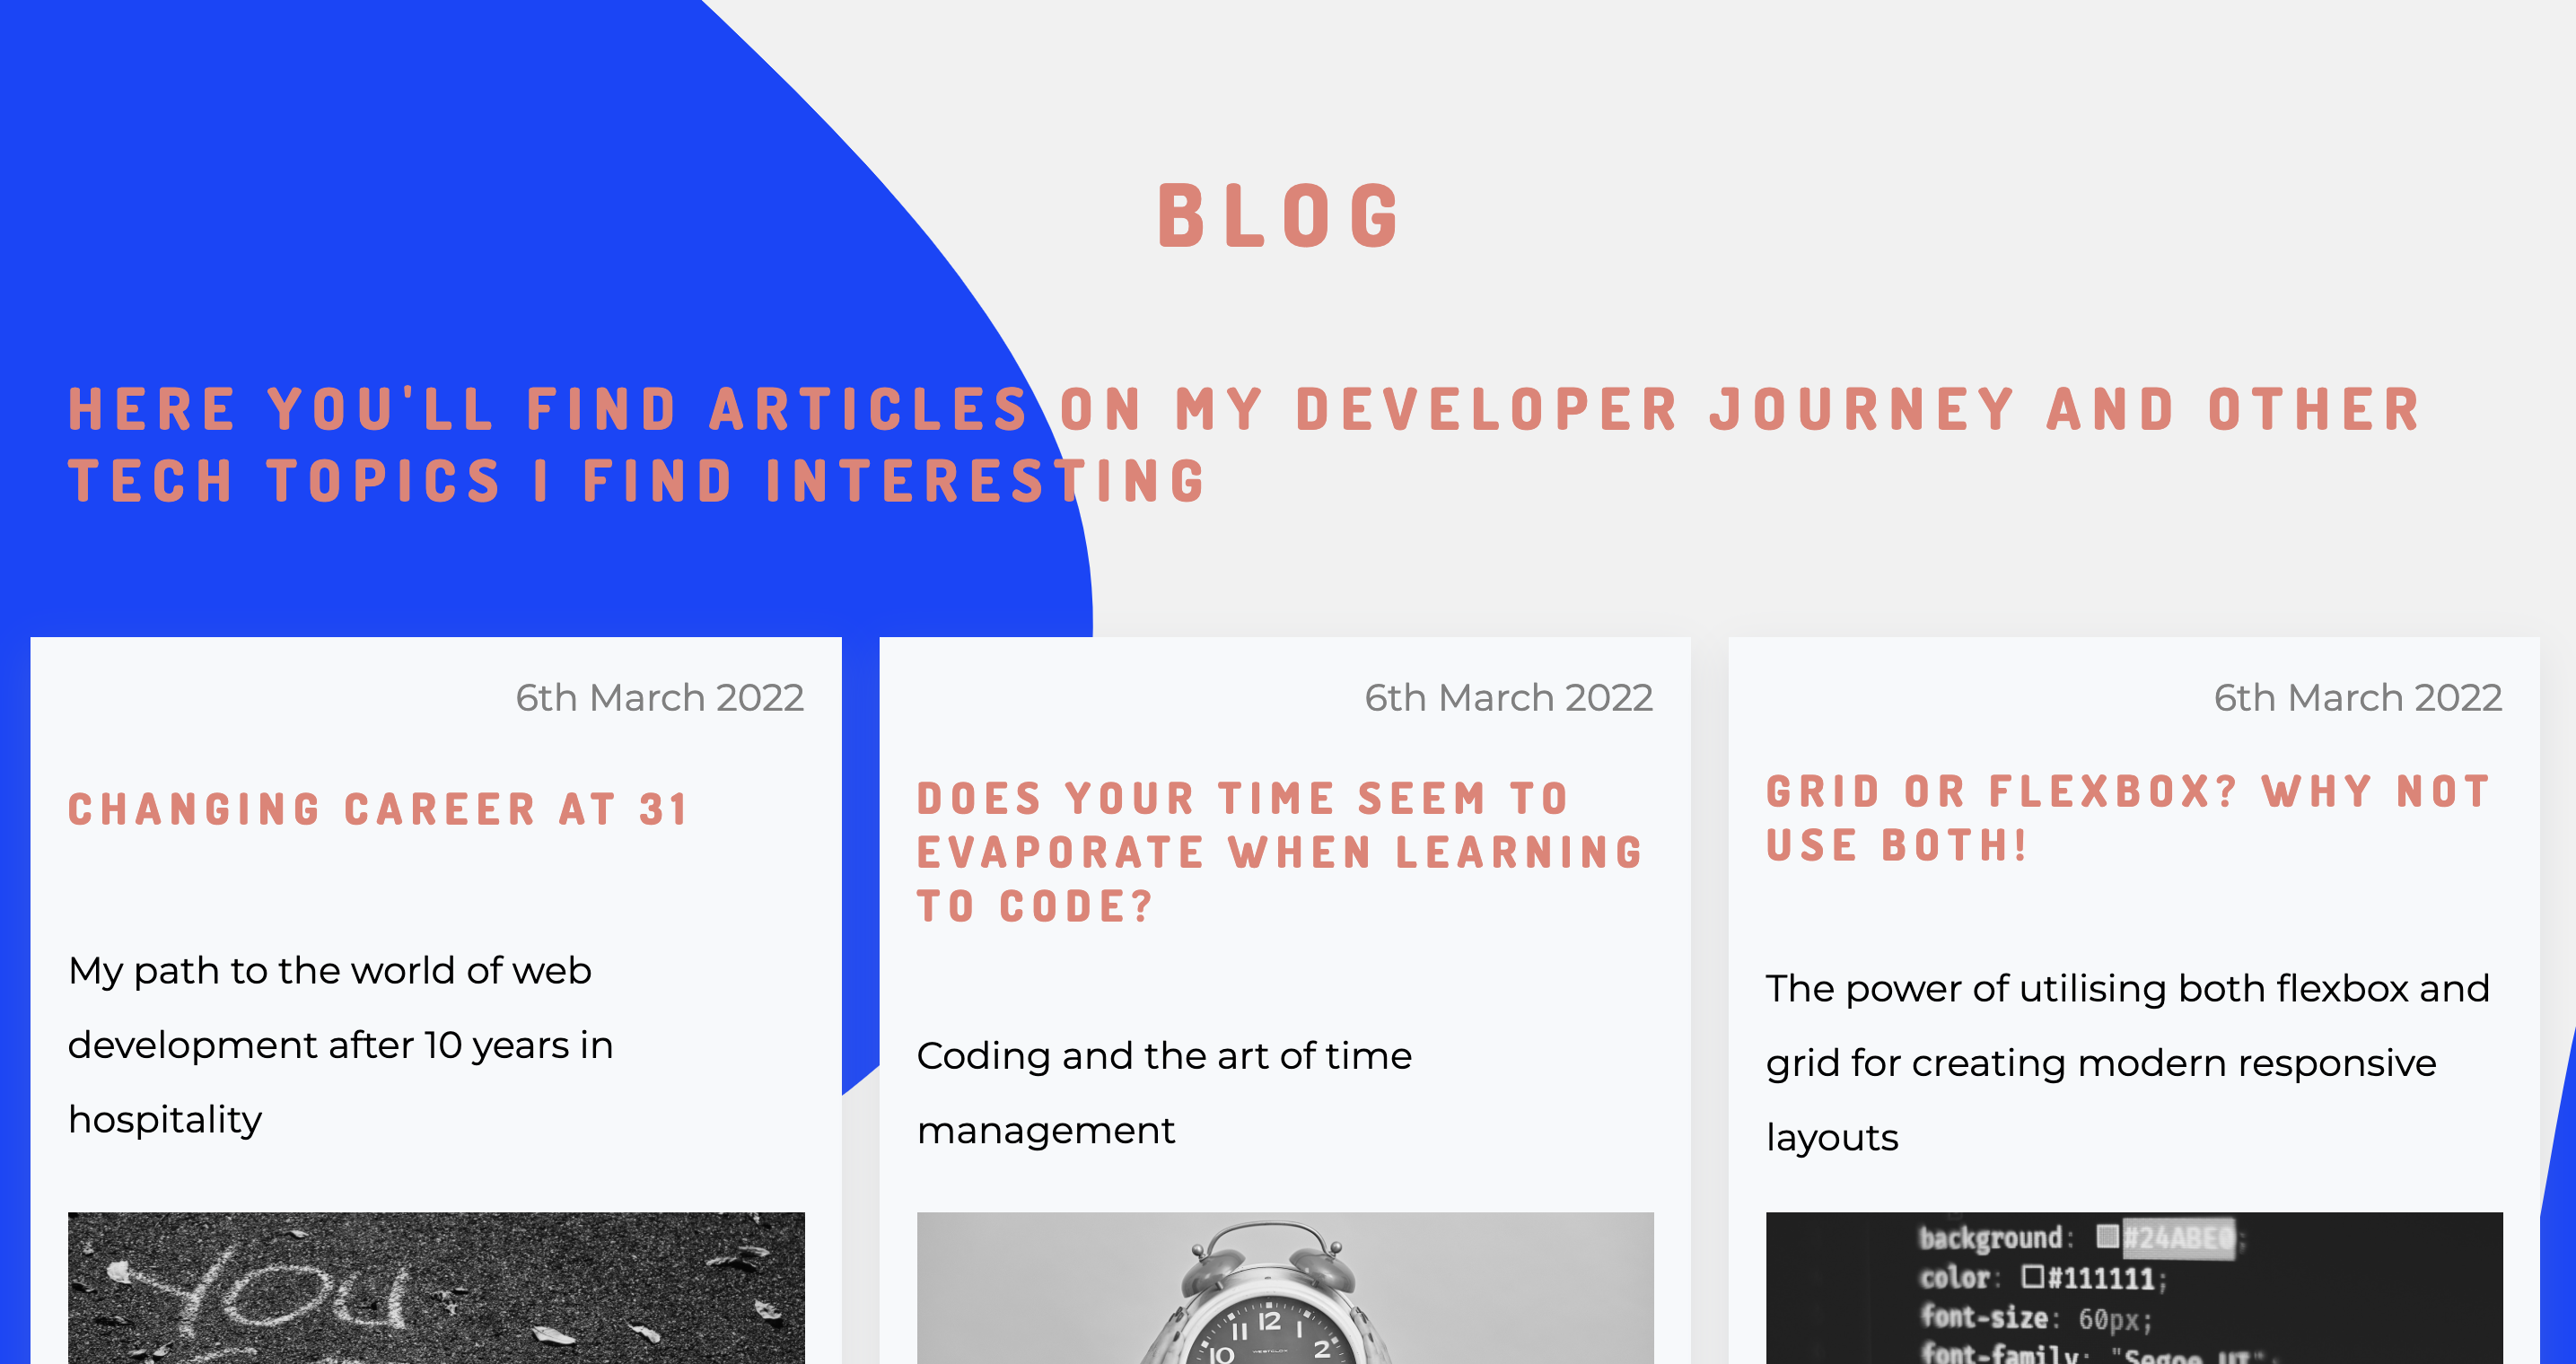 BLOG
HERE YOU'LL FIND ARTICLES ON MY DEVELOPER JOURNEY AND OTHER
TECH TOPICS I FIND INTERESTING
6th March 2022
CHANGING CAREER AT 31
My path to the world of web
development after 10 years in
hospitality
YOU
6th March 2022
DOES YOUR TIME SEEM TO
EVAPORATE WHEN LEARNING
TO CODE?
Coding and the art of time
management
10 11 12 1 2
6th March 2022
GRID OR FLEXBOX? WHY NOT
USE BOTH!
The power of utilising both flexbox and
grid for creating modern responsive
layouts
background: #24ABE0;
color: #111111;
font-size: 60px;
font-family: "Segoe UI";